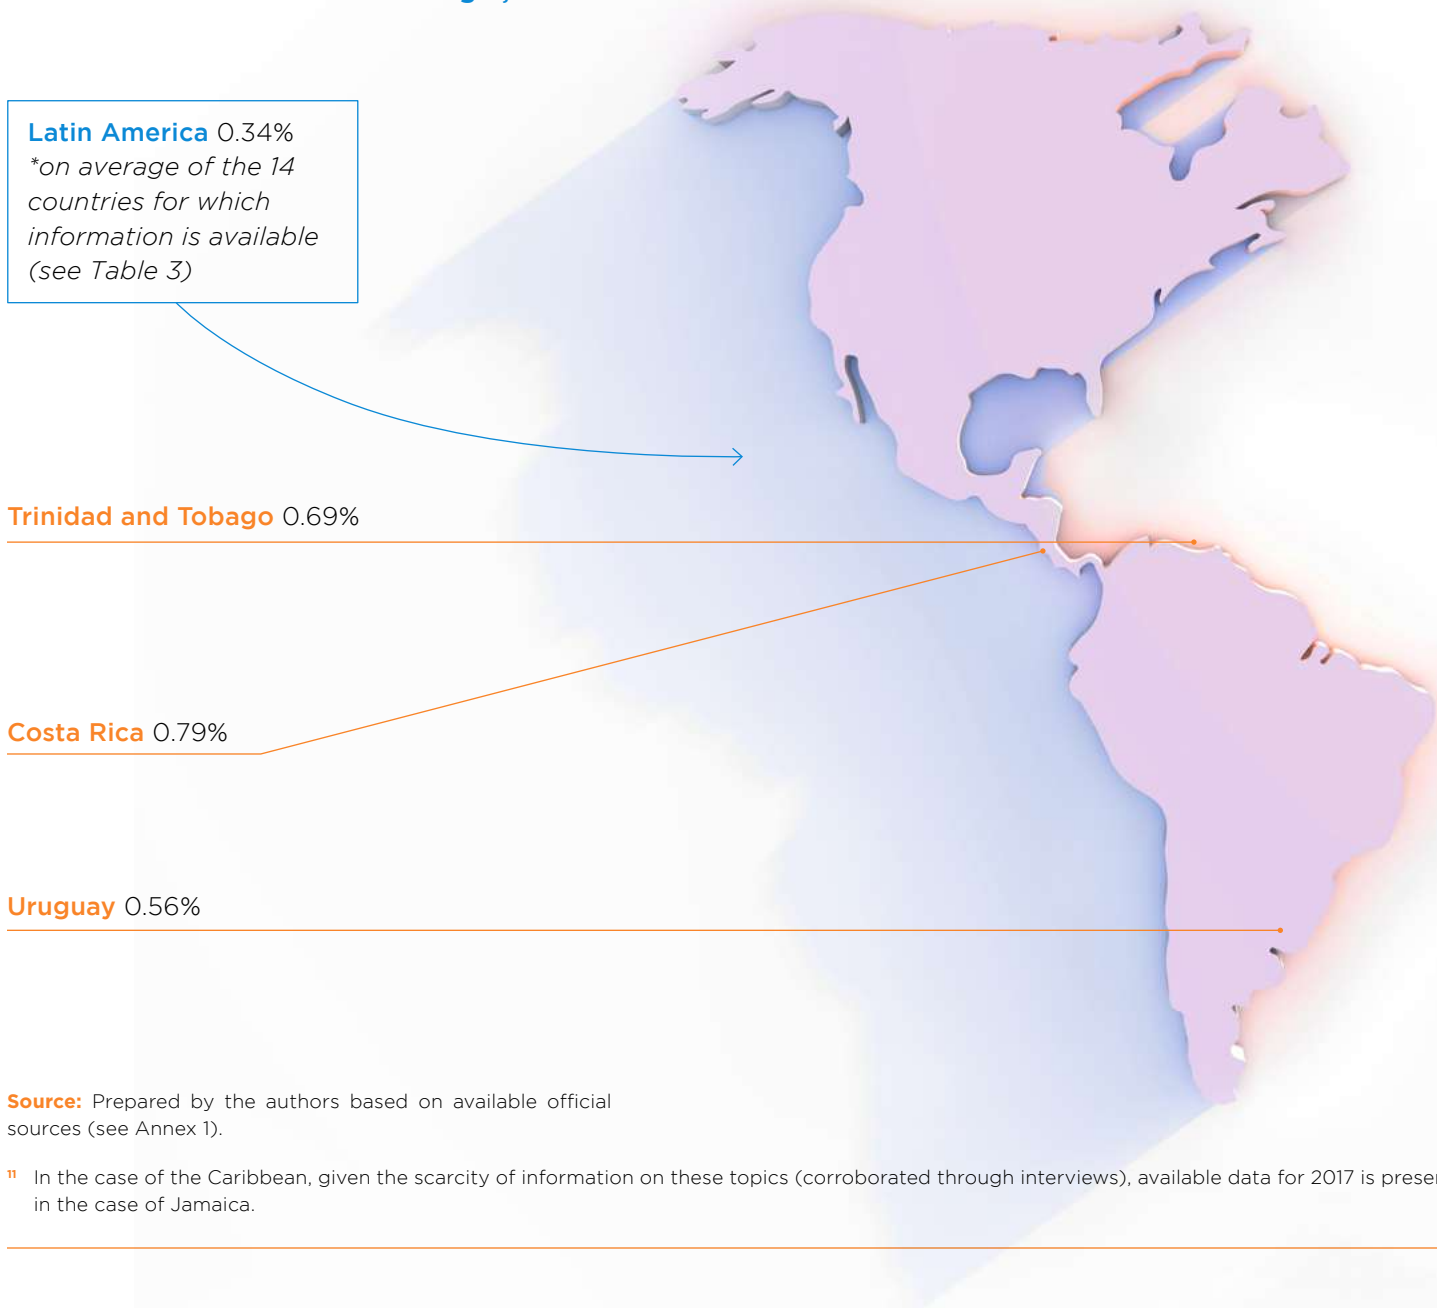 Latin America 0.34%
*on average of the 14
countries for which
information is available
(see Table 3)
Trinidad and Tobago 0.69%
Costa Rica 0.79%
Uruguay 0.56%
Source: Prepared by the authors based on available official
sources (see Annex 1).
11 In the case of the Caribbean, given the scarcity of information on these topics (corroborated through interviews), available data for 2017 is
in the case of Jamaica.